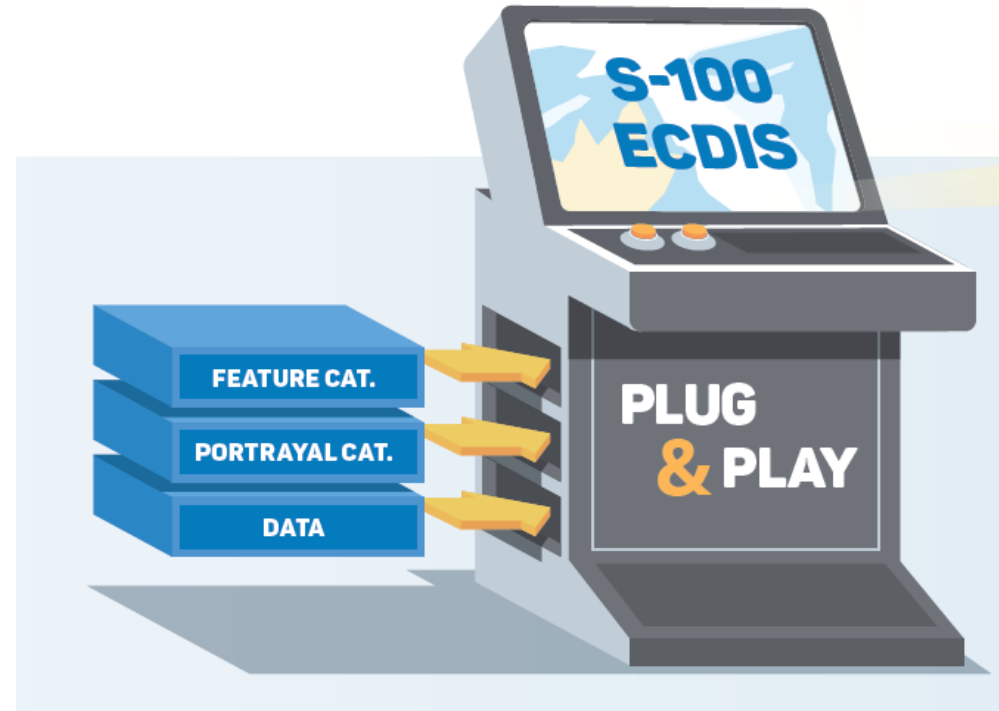 S-100
ECDIS
FEATURE CAT.
PORTRAYAL CAT.
DATA
PLUG
& PLAY